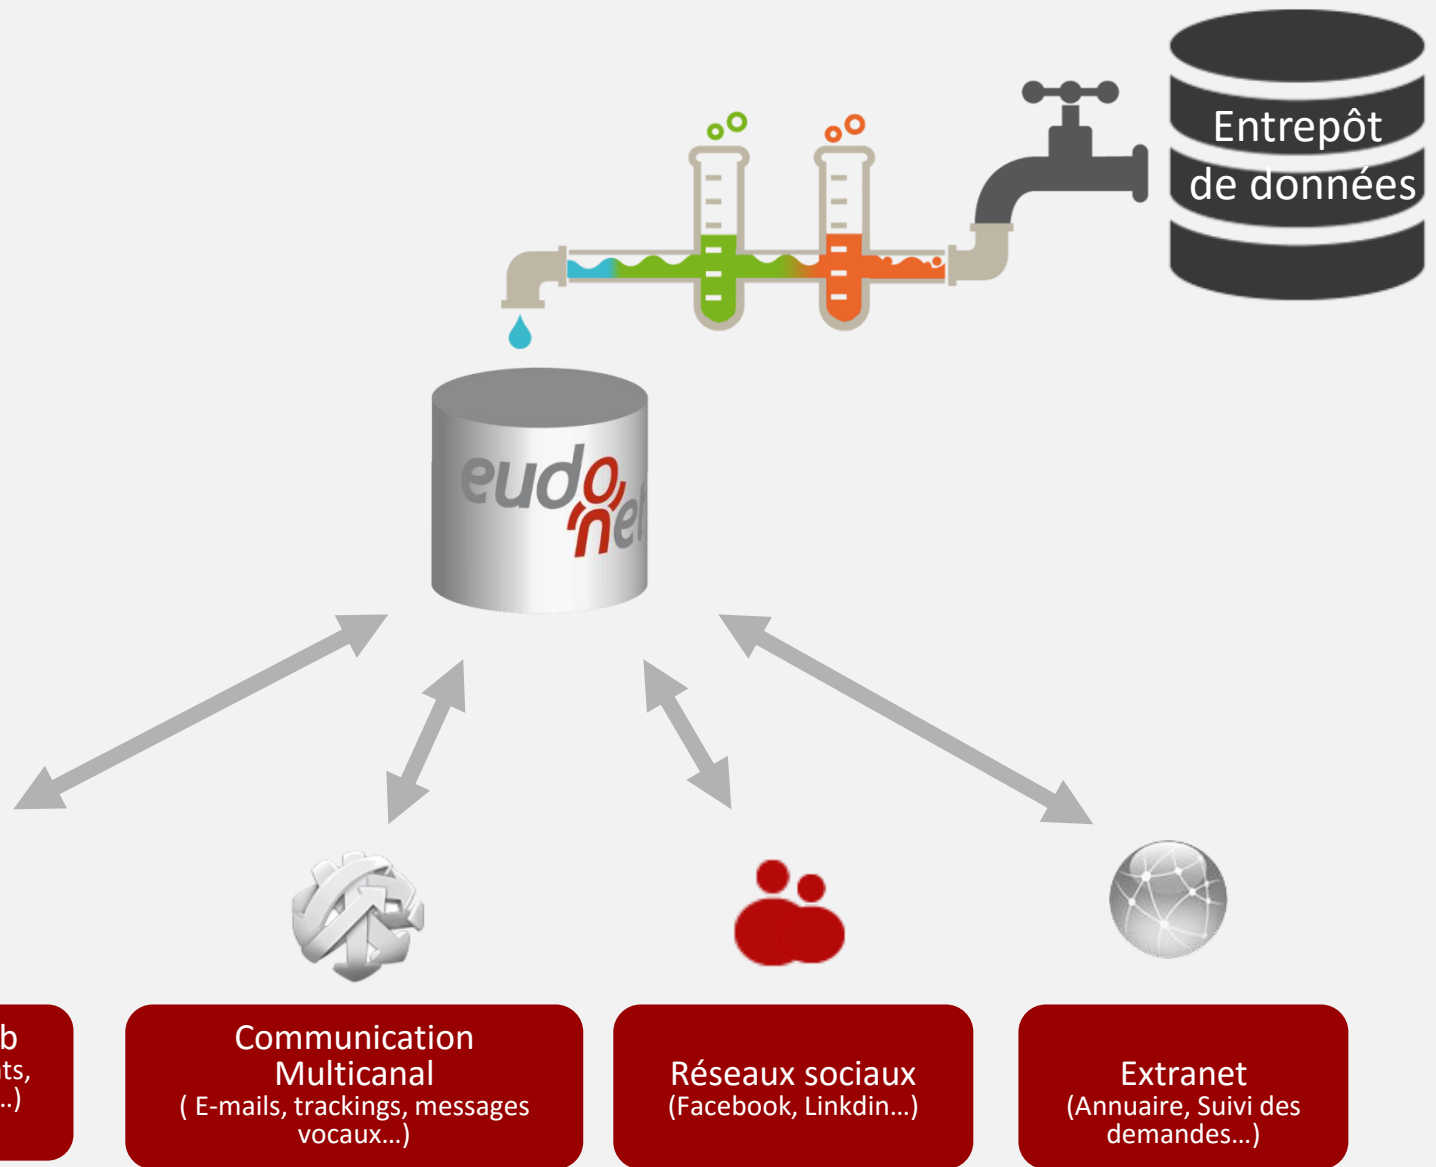 Entrepôt
de données
eudonet
Communication
Multicanal
( E-mails, trackings, messages
vocaux...)
Réseaux sociaux
(Facebook, Linkdin...)
Extranet
(Annuaire, Suivi des
demandes...)